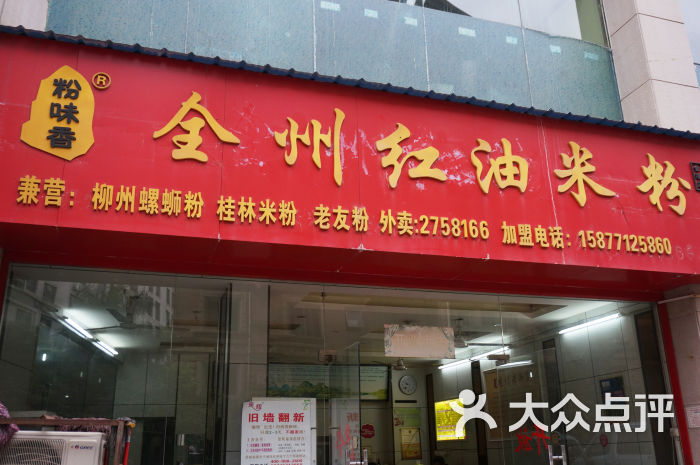 粉味香®
全州红油米粉
兼营：柳州螺蛳粉 桂林米粉 老友粉 外卖:2758166 加盟电话：15877125860
旧墙翻新
大众点评